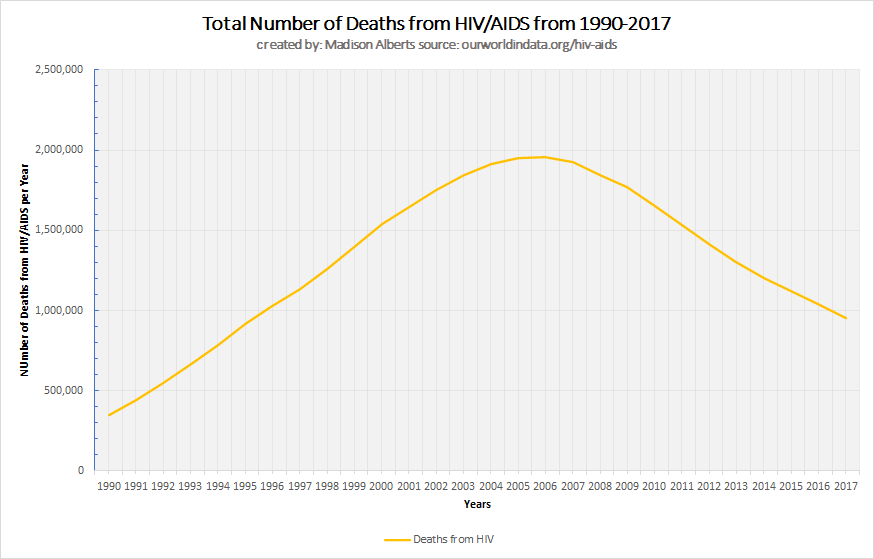 Total Number of Deaths from HIV/AIDS from 1990-2017
created by: Madison Alberts source: ourworldindata.org/hiv-aids
2,500,000
2,000,000
1,500,000
1,000,000
500,000
0
NUmber of Deaths from HIV/AIDS per Year
1990 1991 1992 1993 1994 1995 1996 1997 1998 1999 2000 2001 2002 2003 2004 2005 2006 2007 2008 2009 2010 2011 2012 2013 2014 2015 2016 2017
Years
Deaths from HIV